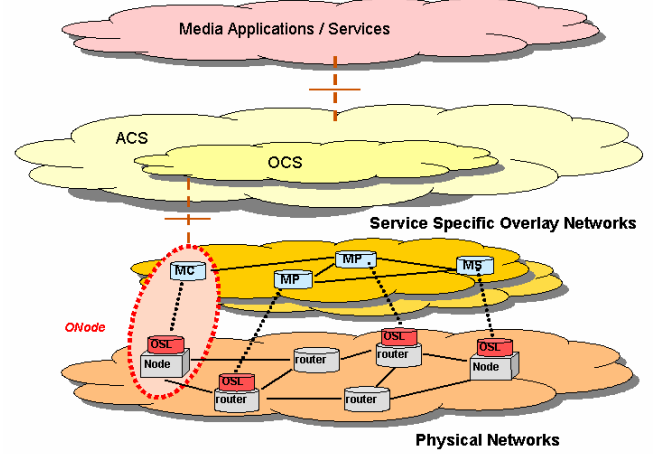 Media Applications / Services
ACS
OCS
Service Specific Overlay Networks
MC
MP
MP
MS
ONode
OSL
Node
OSL
router
router
OSL
router
router
OSL
Node
Physical Networks